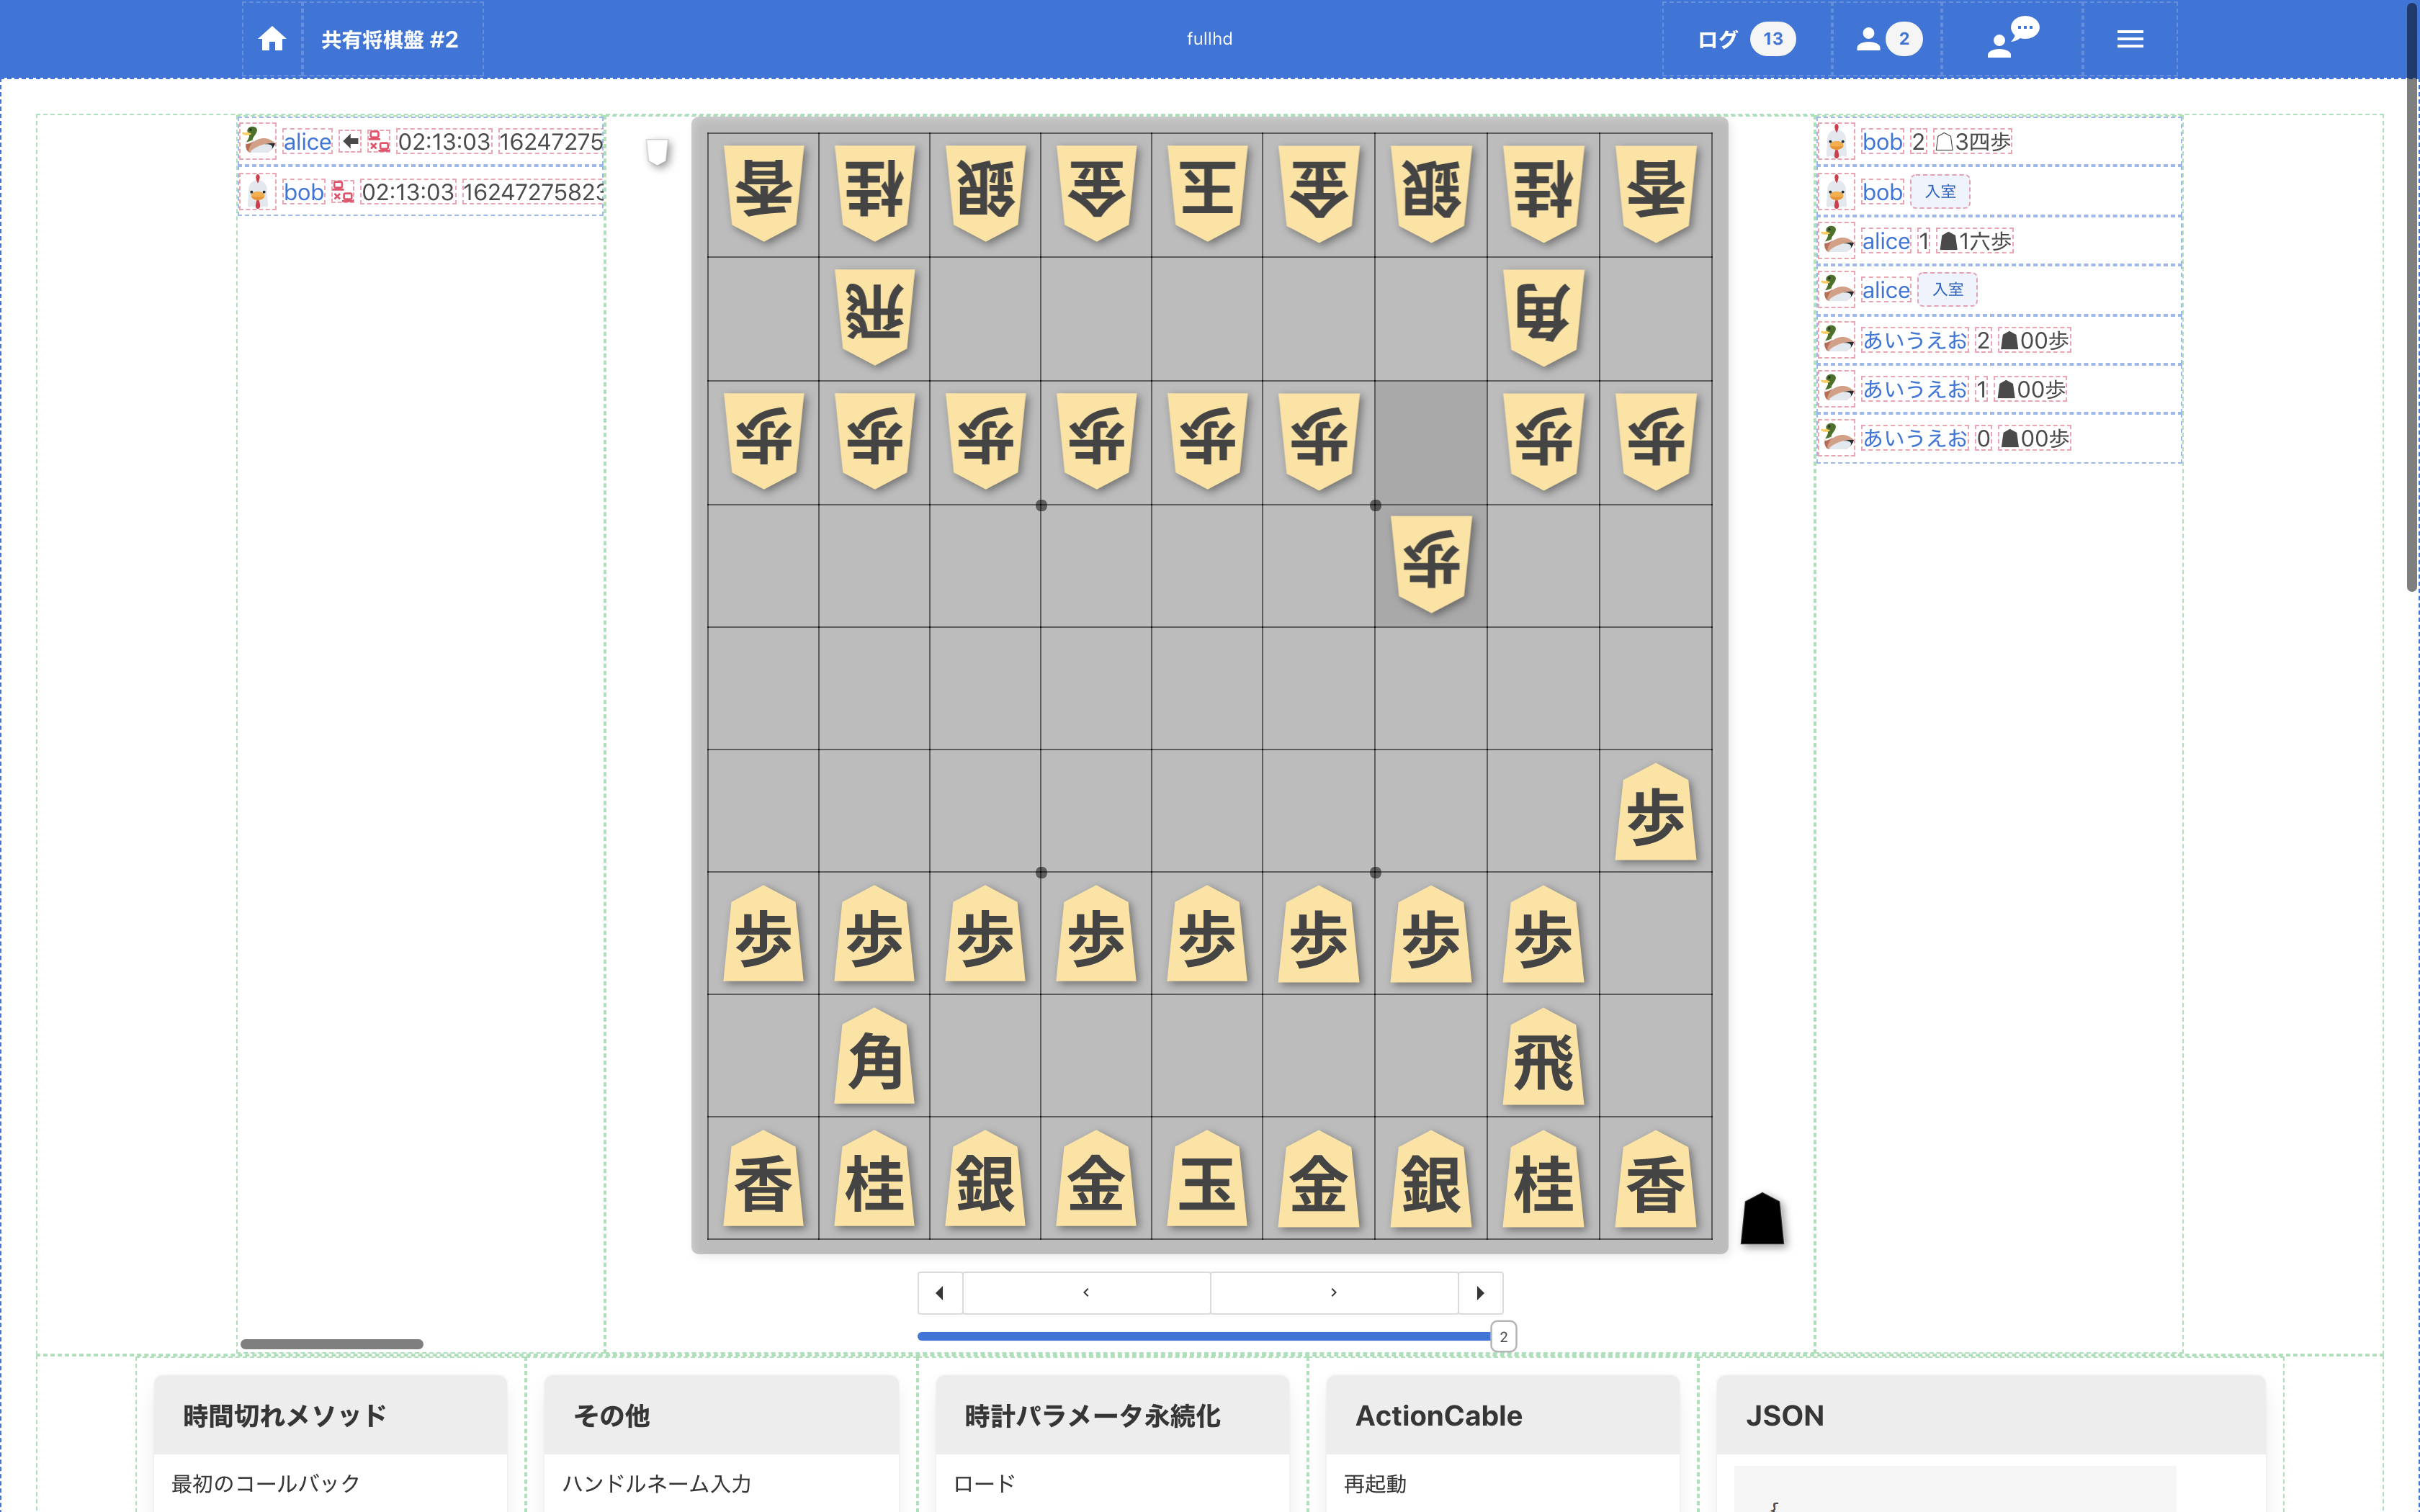 共有将棋盤 #2
fullhd
ログ 13
2
alice 02:13:03 16247275
bob 02:13:03 16247275823
bob 2 ☖3四歩
bob 入室
alice 1 ☗1六歩
alice 入室
あいうえお 2 ☗00歩
あいうえお 1 ☗00歩
あいうえお 0 ☗00歩
香 桂 銀 金 玉 金 銀 桂 香
飛 角
歩 歩 歩 歩 歩 歩 歩 歩
歩
歩
歩 歩 歩 歩 歩 歩 歩 歩
角 飛
香 桂 銀 金 玉 金 銀 桂 香
2
時間切れメソッド
最初のコールバック
その他
ハンドルネーム入力
時計パラメータ永続化
ロード
ActionCable
再起動
JSON
{